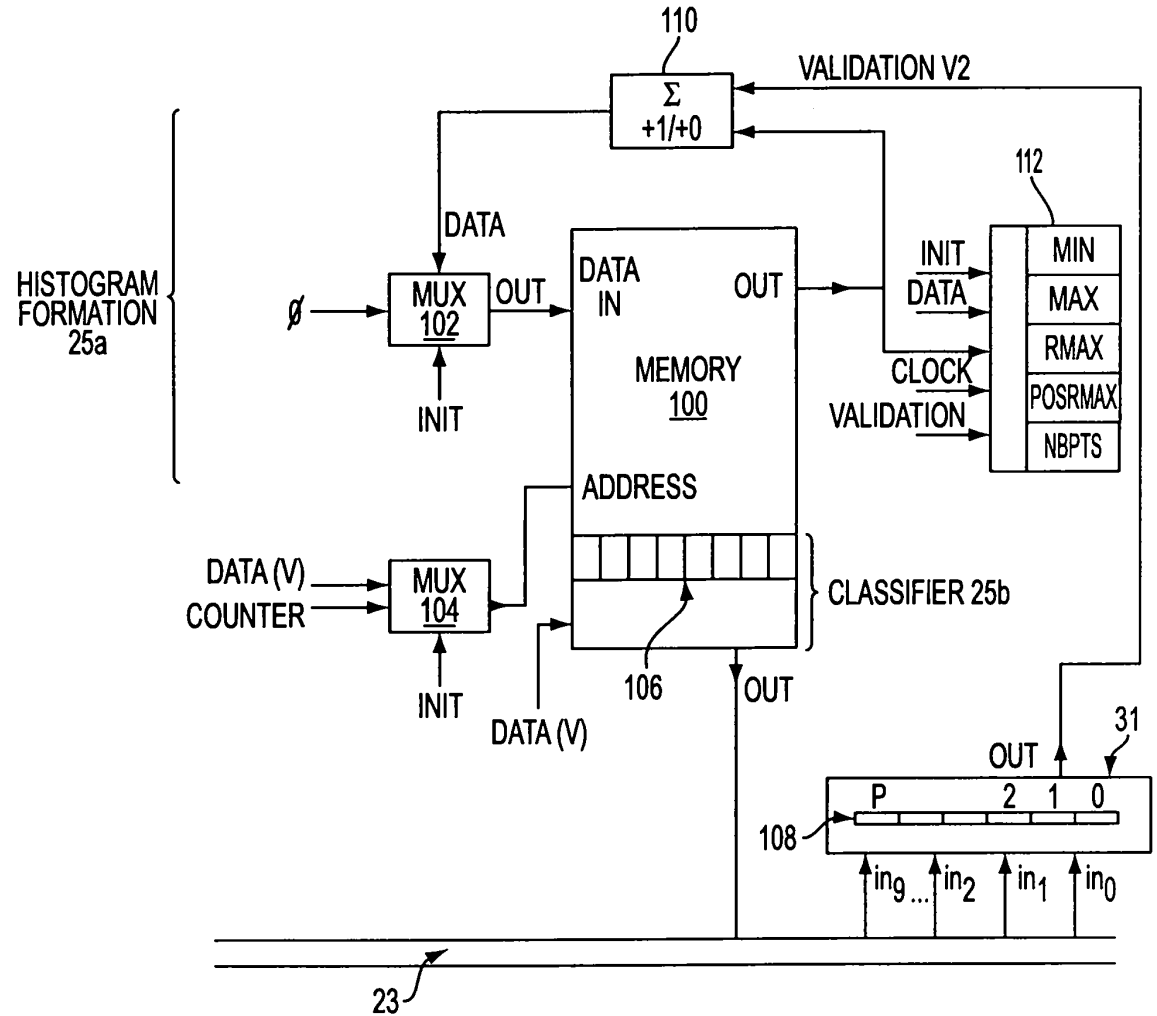 110
VALIDATION V2
Σ
+1/+0
112
DATA
HISTOGRAM
FORMATION
25a
MUX
102
OUT
ø
INIT
DATA
IN
OUT
MEMORY
100
ADDRESS
INIT
DATA
CLOCK
VALIDATION
MIN
MAX
RMAX
POSRMAX
NBPTS
DATA (V)
COUNTER
MUX
104
INIT
CLASSIFIER 25b
106
DATA (V)
OUT
OUT
31
P 2 1 0
108
in9 ... in2 in1 in0
23